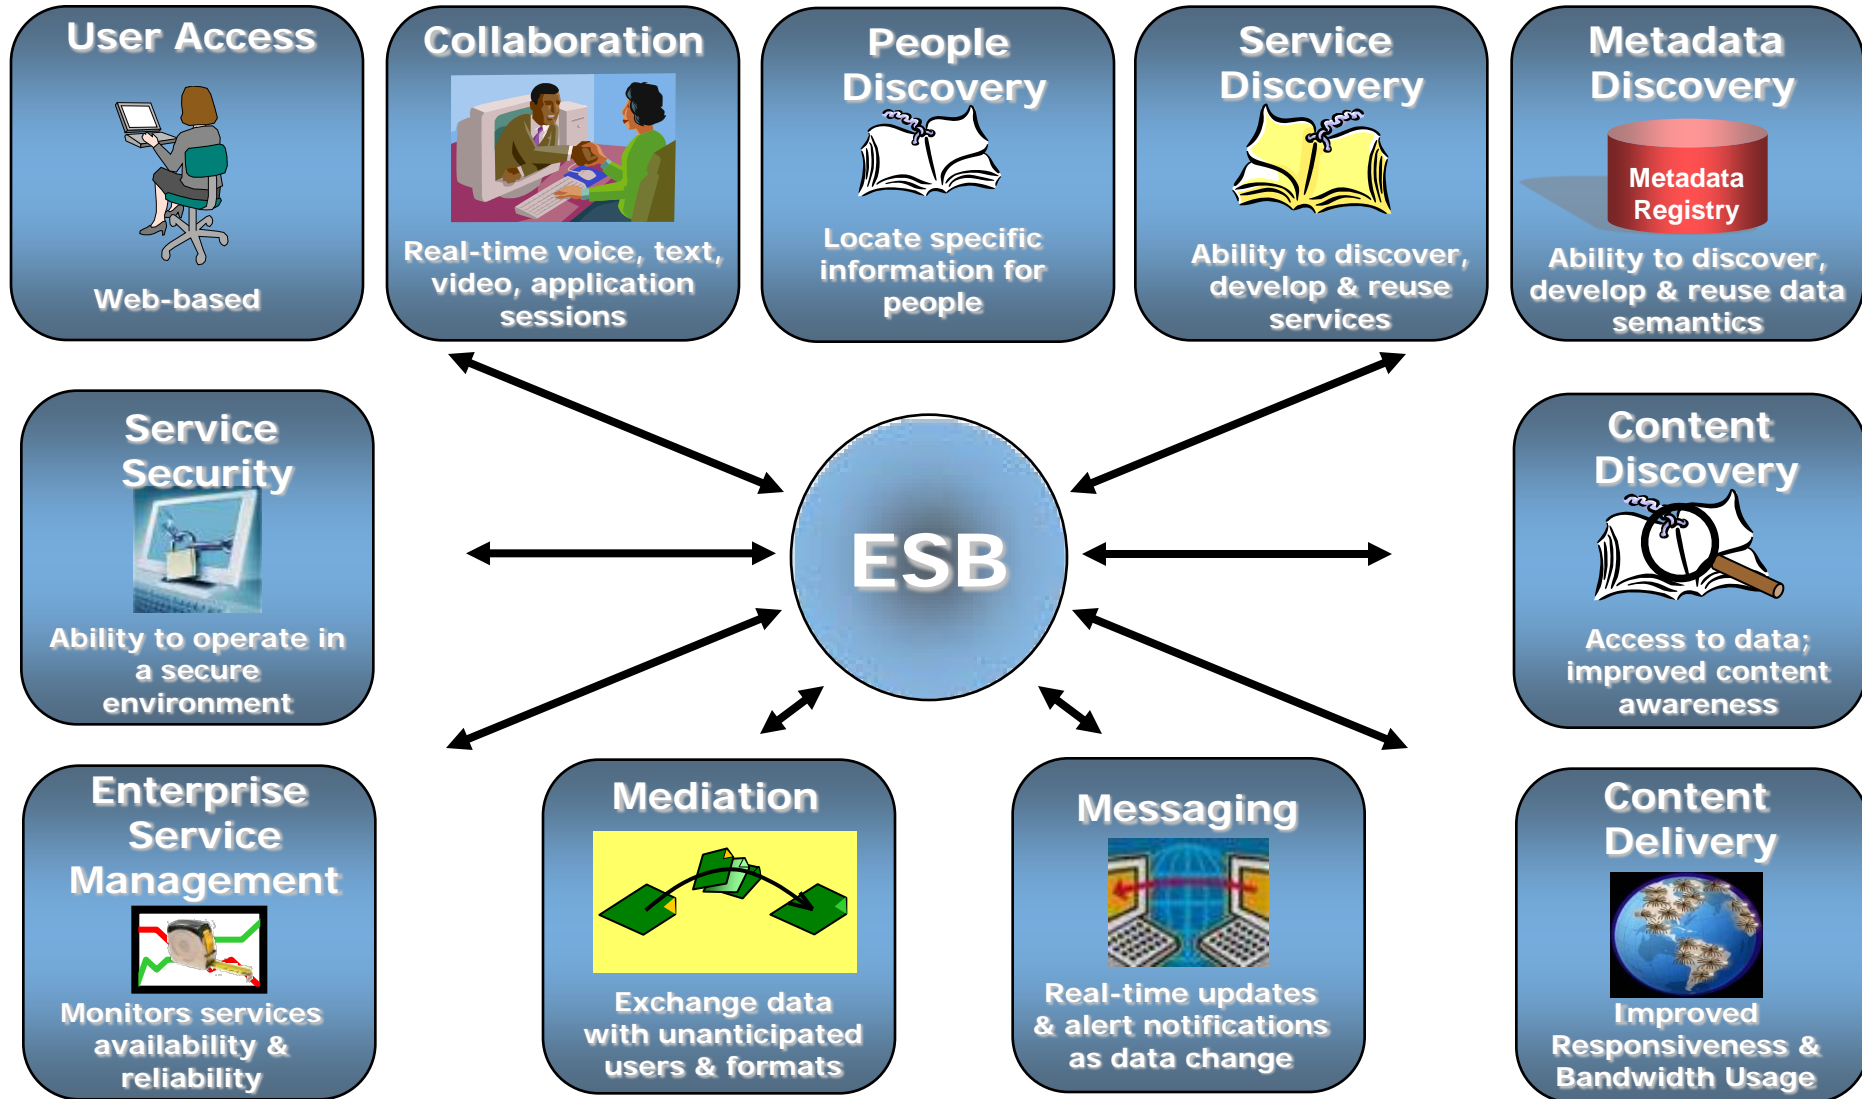 User Access
Web-based
Collaboration
Real-time voice, text,
video, application
sessions
People
Discovery
Locate specific
information for
people
Service
Discovery
Ability to discover,
develop & reuse
services
Metadata
Discovery
Metadata
Registry
Ability to discover,
develop & reuse data
semantics
Service
Security
Ability to operate in
a secure
environment
ESB
Content
Discovery
Access to data;
improved content
awareness
Enterprise
Service
Management
Monitors services
availability &
reliability
Mediation
Exchange data
with unanticipated
users & formats
Messaging
Real-time updates
& alert notifications
as data change
Content
Delivery
Improved
Responsiveness &
Bandwidth Usage